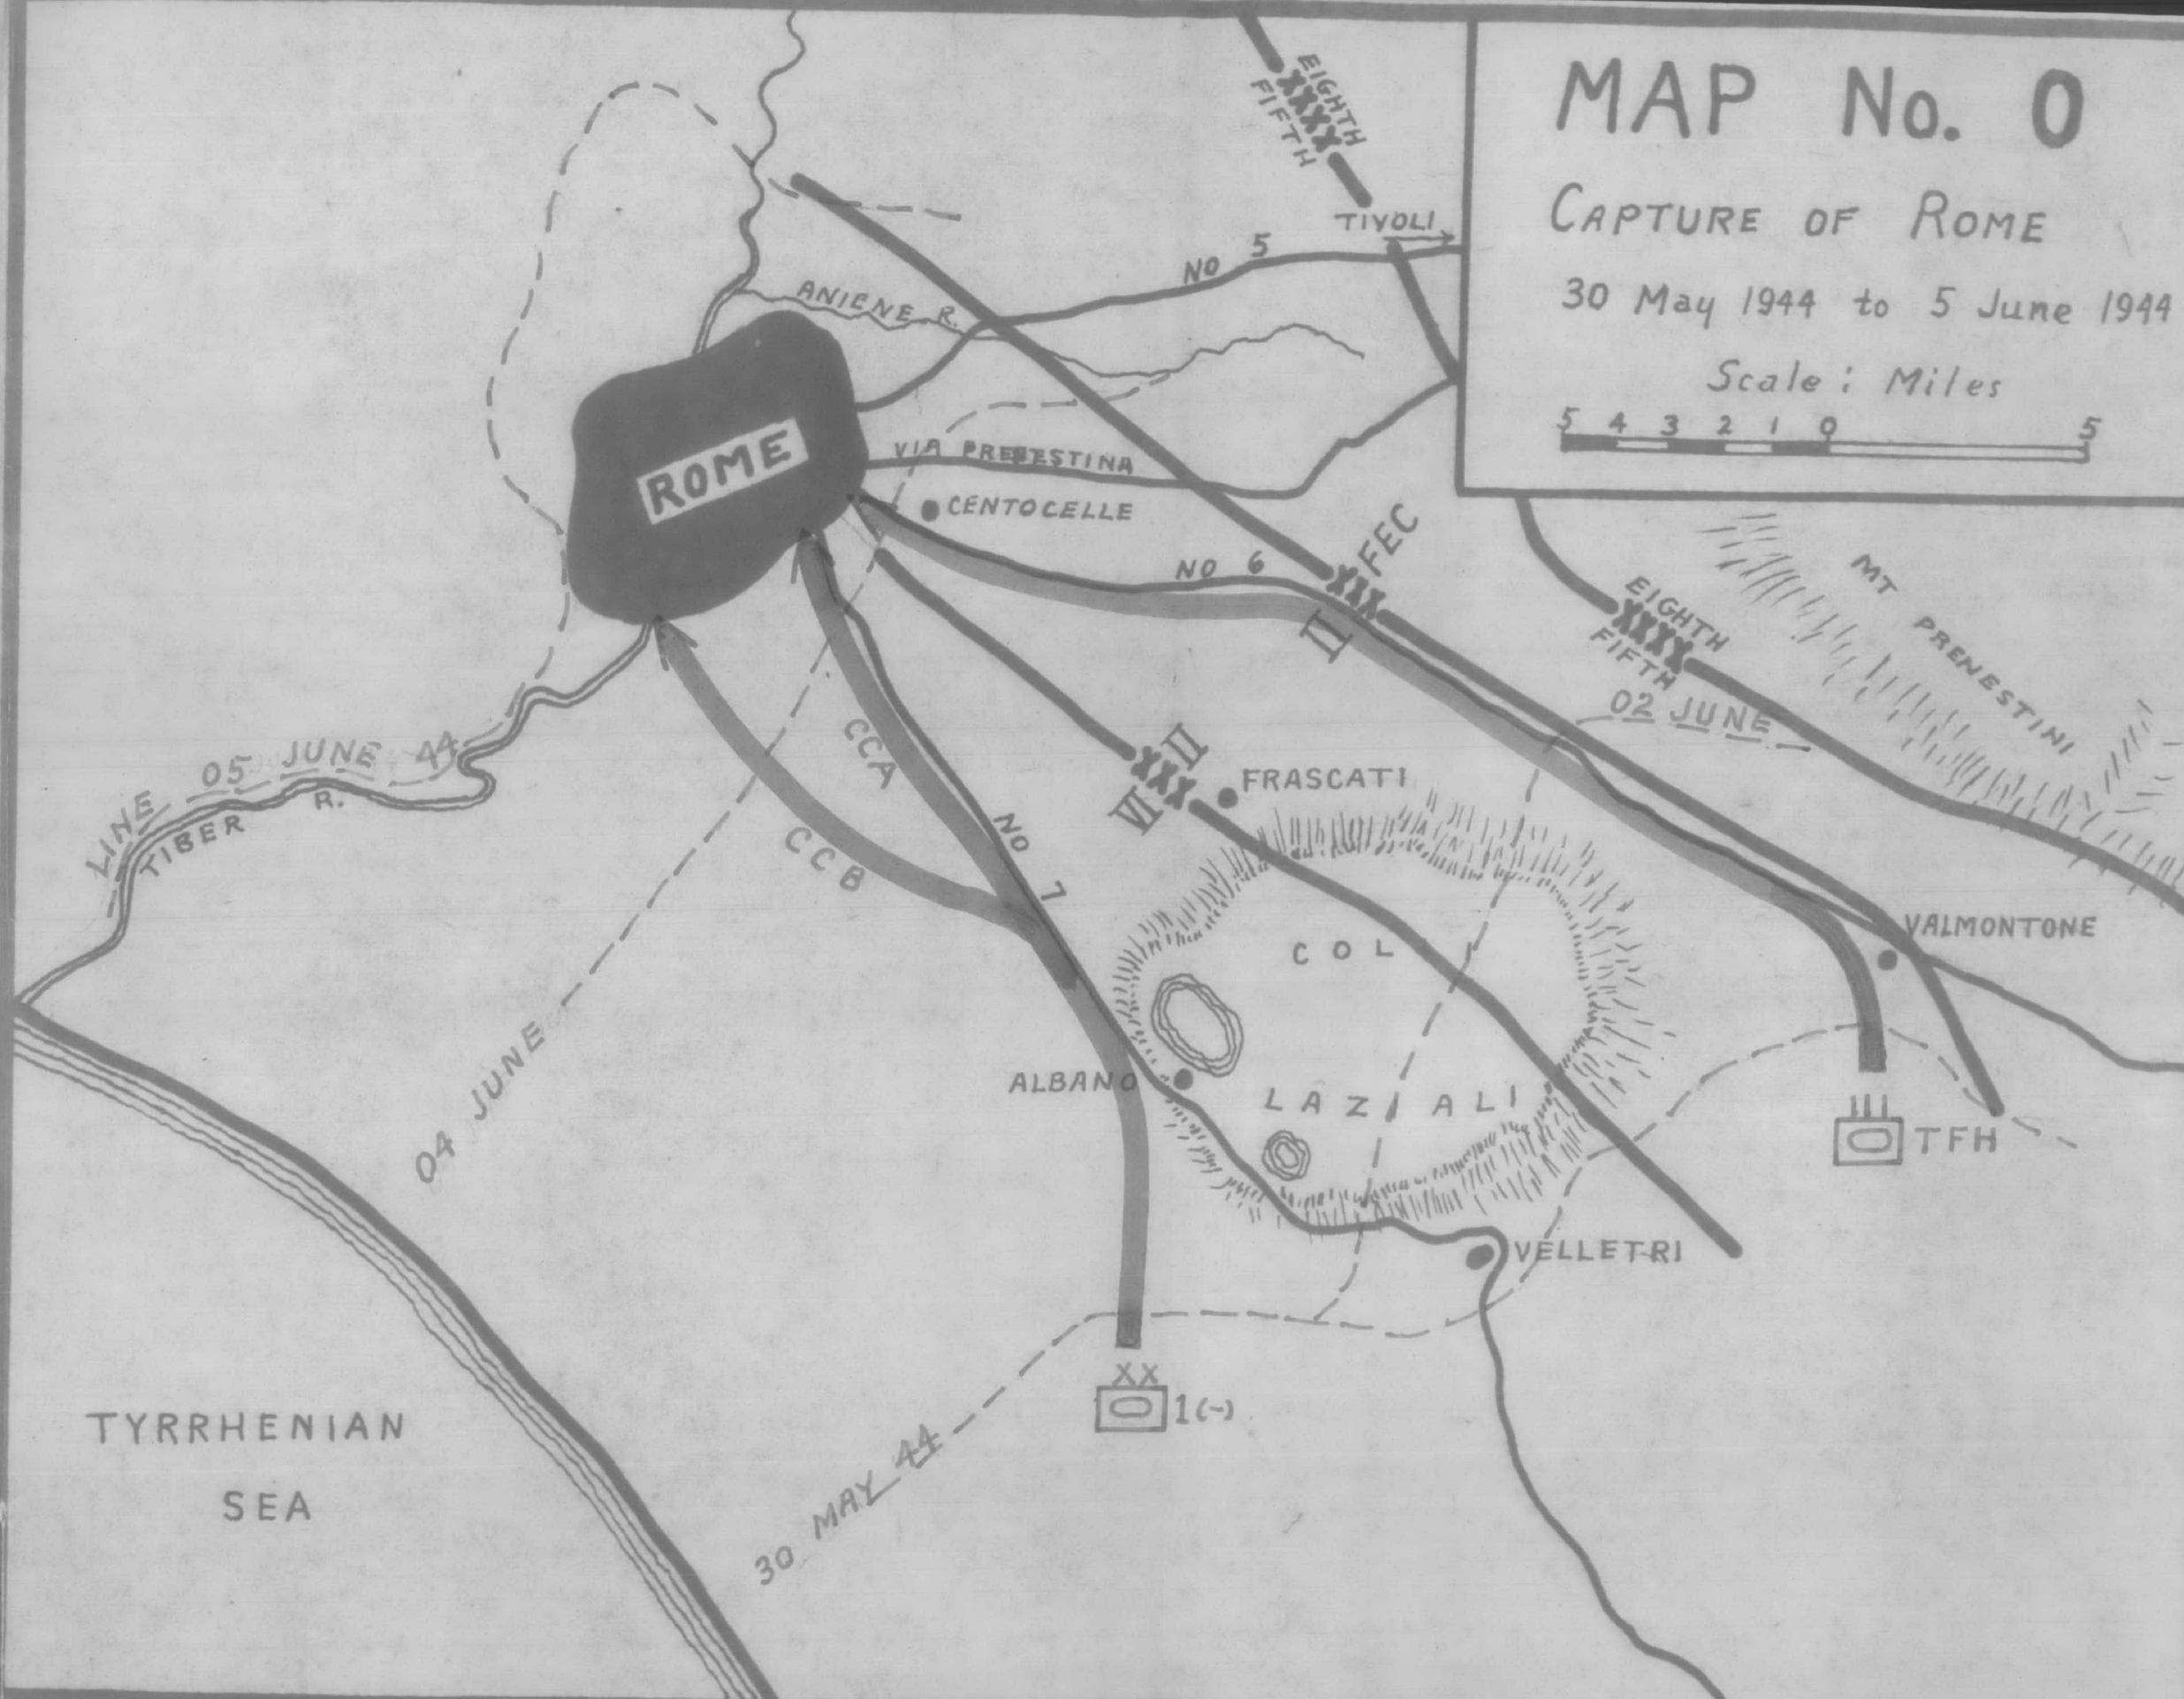 MAP No. 0
CAPTURE OF ROME
30 May 1944 to 5 June 1944
Scale: Miles
5 4 3 2 1 0 5
EIGHTH
XXXX
FIFTH
TIVOLI
NO 5
ANIENE R.
ROME
VIA PRENESTINA
CENTOCELLE
NO 6
XXX
FEC
II
EIGHTH
XXXX
FIFTH
MT PRENESTINI
02 JUNE
LINE 05 JUNE 44
TIBER R.
CCA
CCB
NO 7
II
XXX
VI
FRASCATI
VALMONTONE
COL
LAZIALI
ALBANO
04 JUNE
III
TFH
VELLETRI
XX
1(-)
30 MAY 44
TYRRHENIAN
SEA